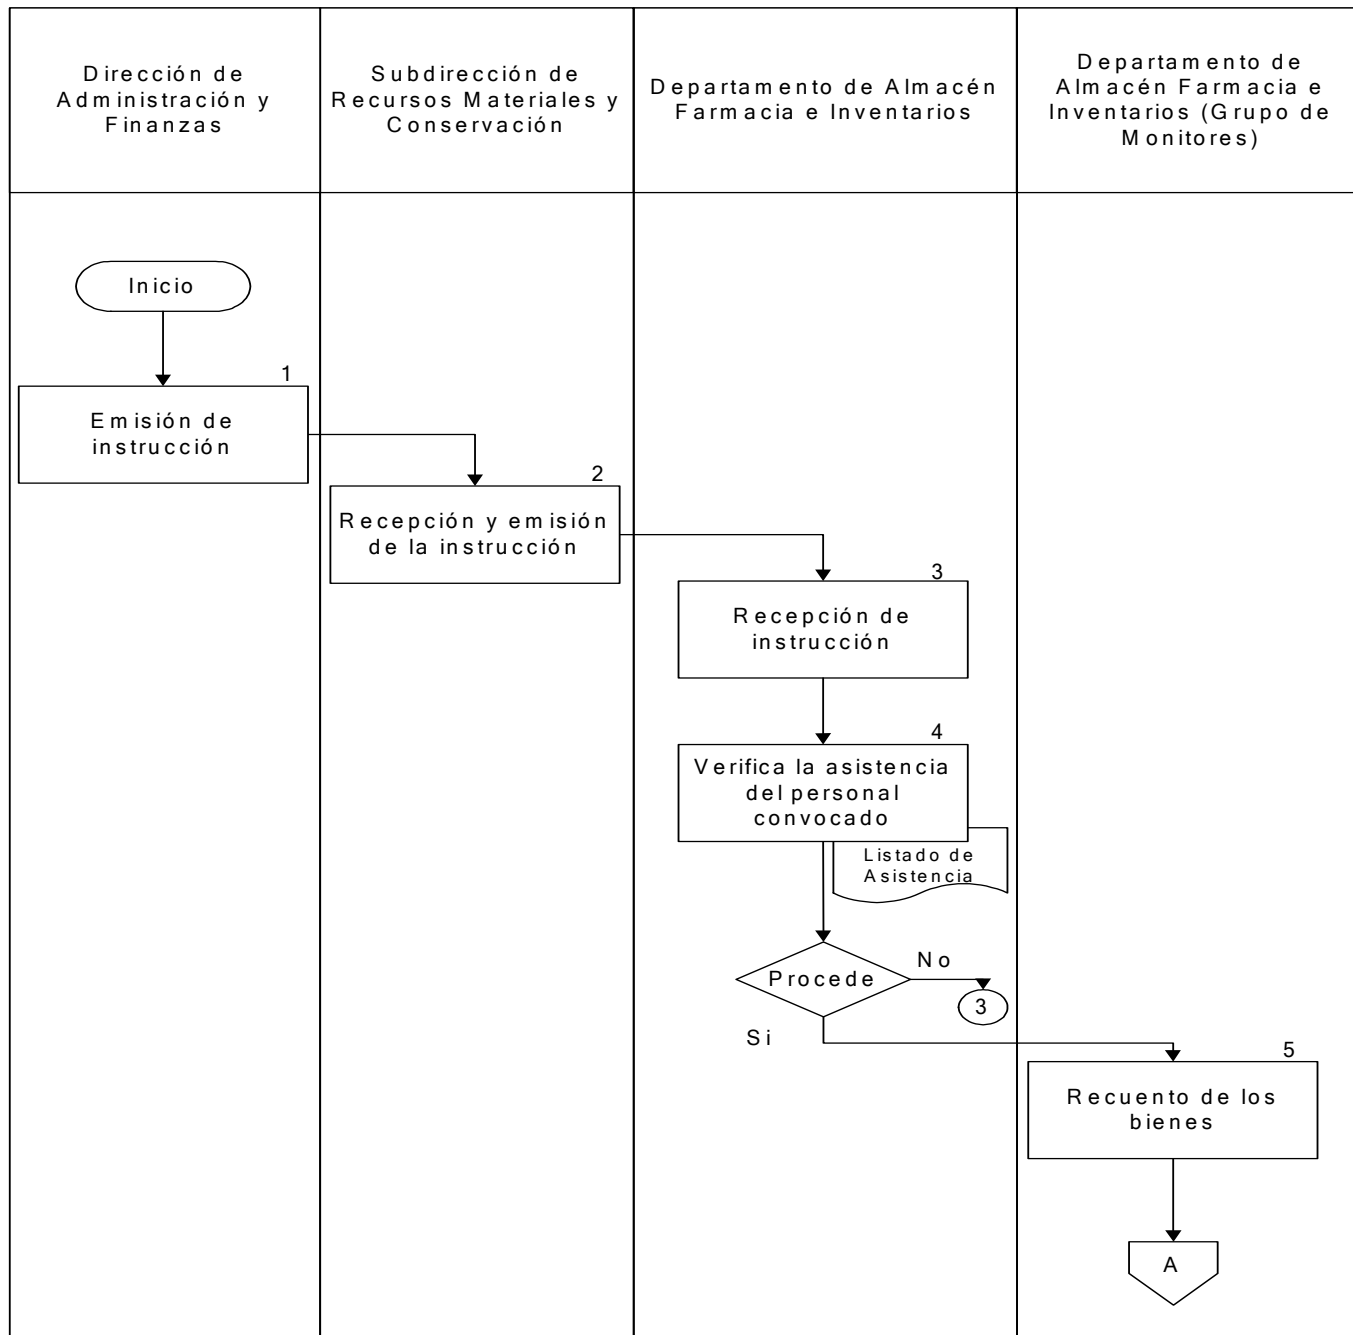 Dirección de
Administración y
Finanzas
Subdirección de
Recursos Materiales y
Conservación
Departamento de Almacén
Farmacia e Inventarios
Departamento de
Almacén Farmacia e
Inventarios (Grupo de
Monitores)
Inicio
1
Emisión de
instrucción
2
Recepción y emisión
de la instrucción
3
Recepción de
instrucción
4
Verifica la asistencia
del personal
convocado
Listado de
Asistencia
Procede
No
3
Si
5
Recuento de los
bienes
A